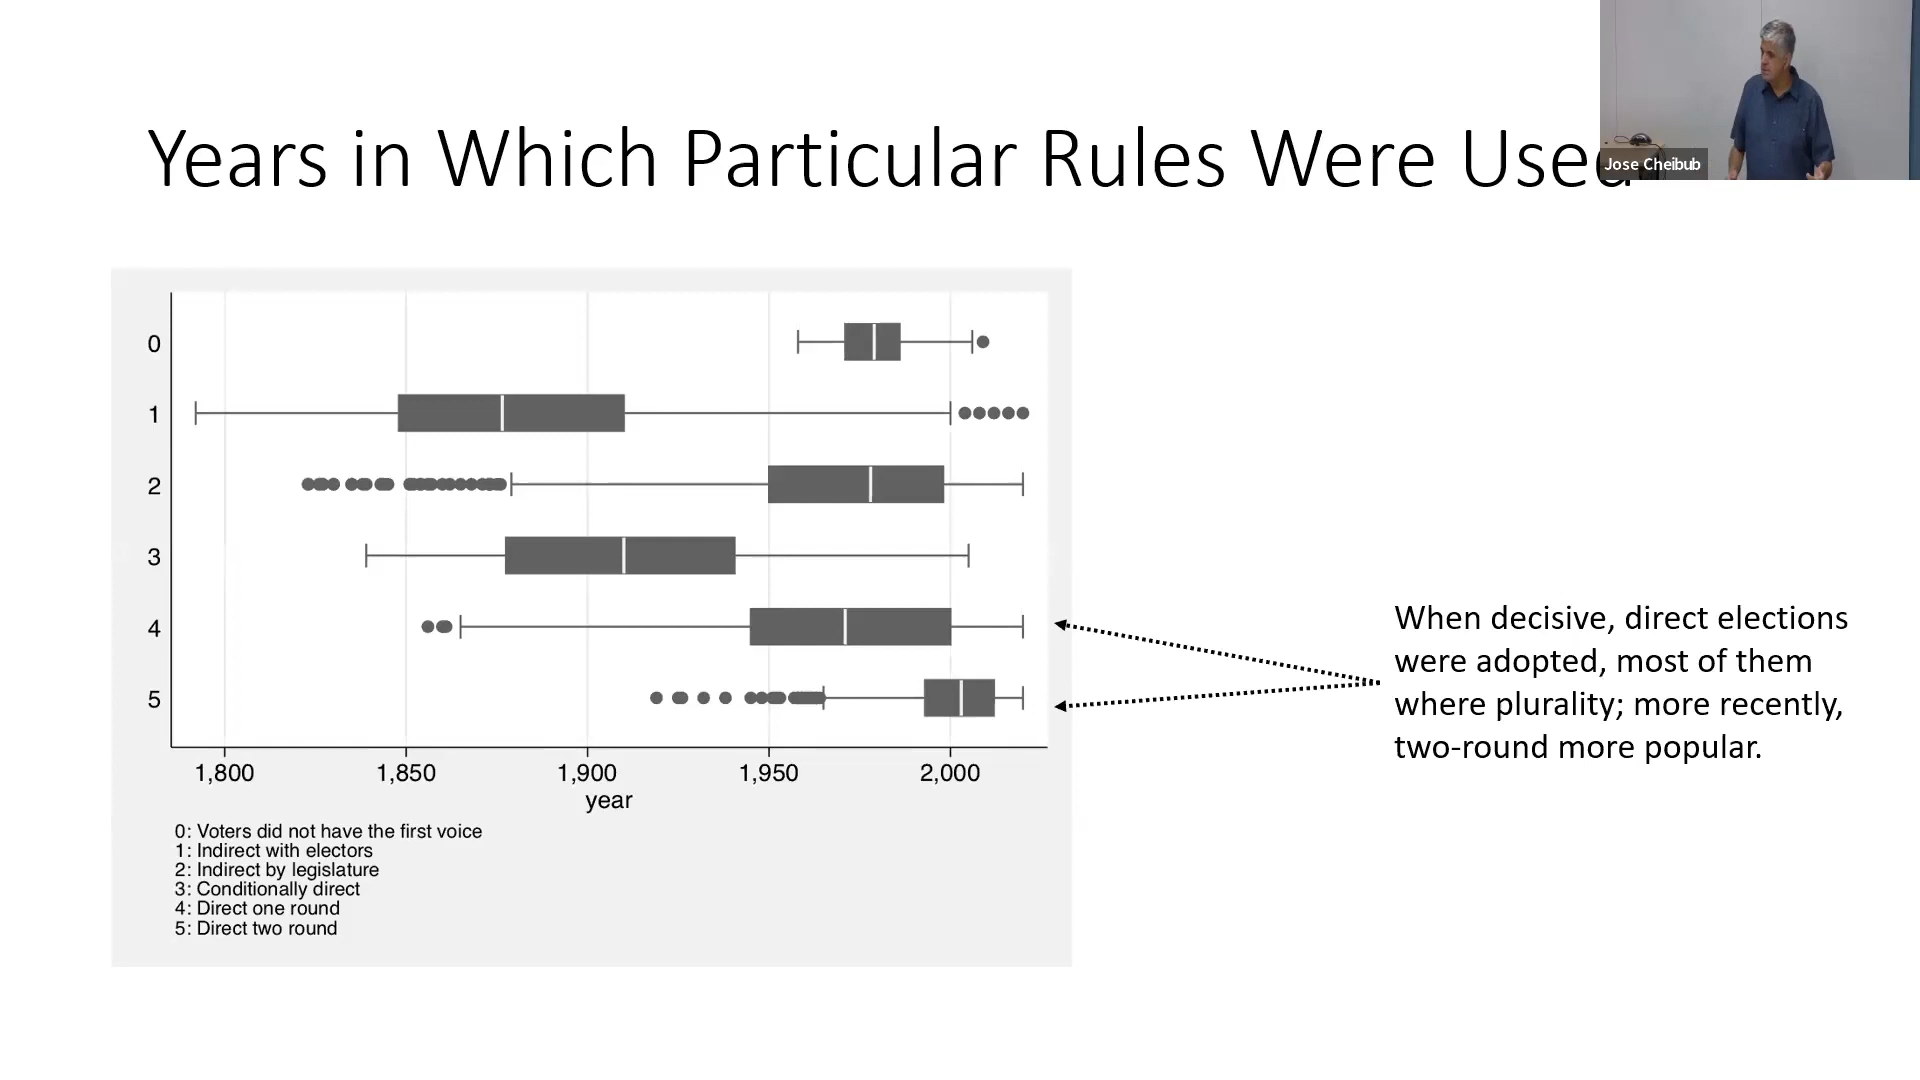 Years in Which Particular Rules Were Used
Jose Cheibub
0
1
2
3
4
5
1,800 1,850 1,900 1,950 2,000
year
0: Voters did not have the first voice
1: Indirect with electors
2: Indirect by legislature
3: Conditionally direct
4: Direct one round
5: Direct two round
When decisive, direct elections
were adopted, most of them
where plurality; more recently,
two-round more popular.